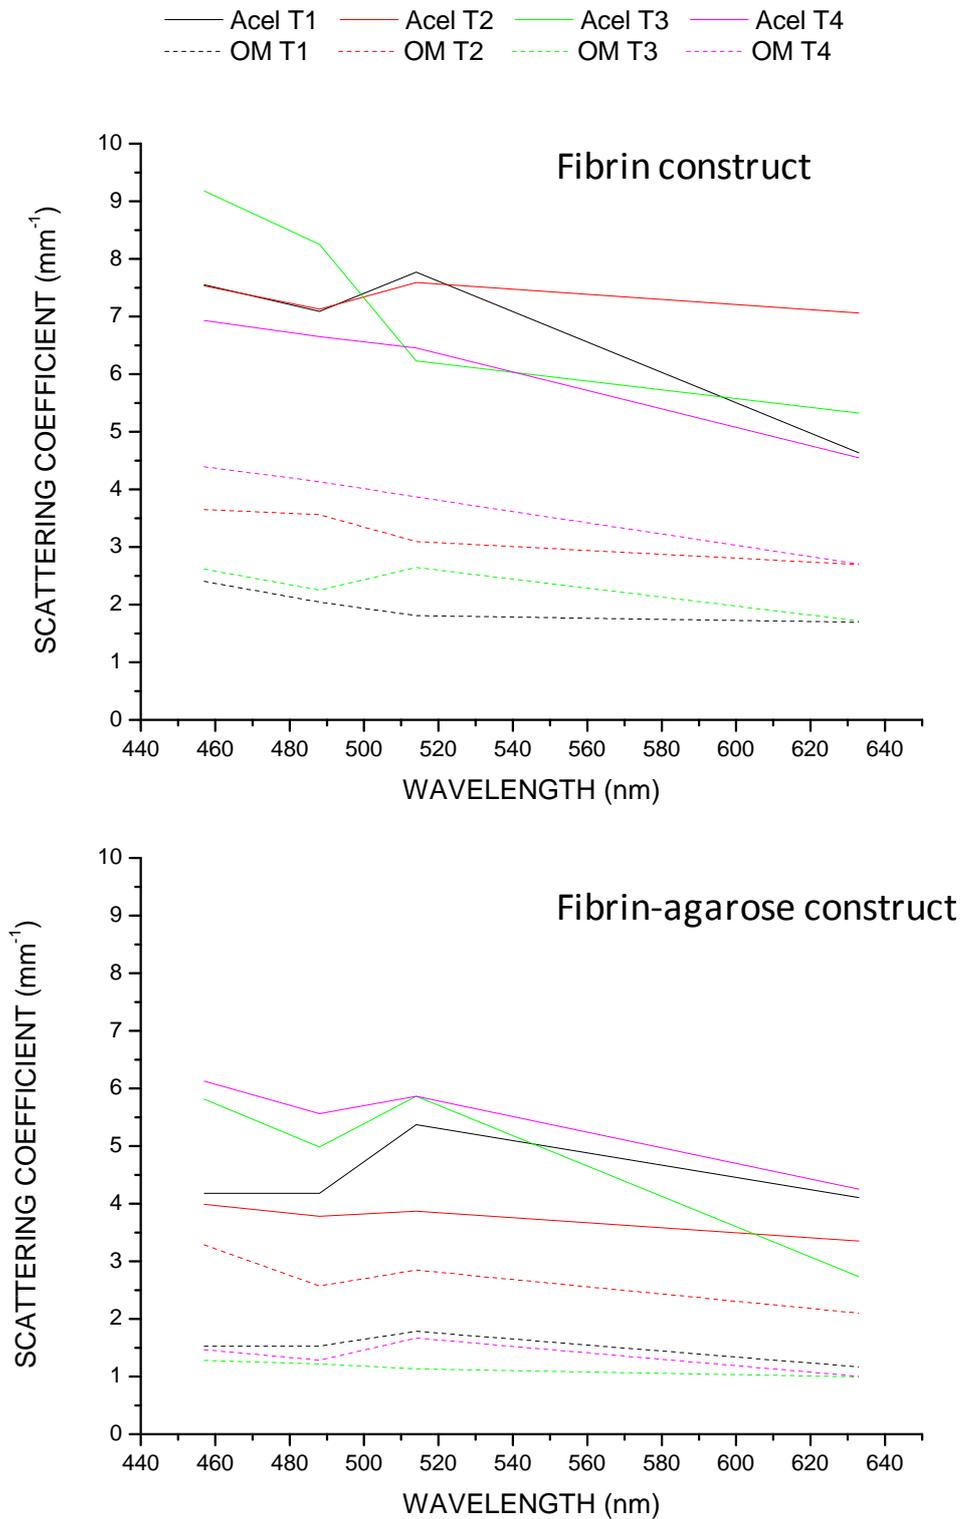 Acel T1 Acel T2 Acel T3 Acel T4
OM T1 OM T2 OM T3 OM T4
Fibrin construct
SCATTERING COEFFICIENT (mm⁻¹)
10
9
8
7
6
5
4
3
2
1
0
440 460 480 500 520 540 560 580 600 620 640
WAVELENGTH (nm)
Fibrin-agarose construct
SCATTERING COEFFICIENT (mm⁻¹)
10
9
8
7
6
5
4
3
2
1
0
440 460 480 500 520 540 560 580 600 620 640
WAVELENGTH (nm)